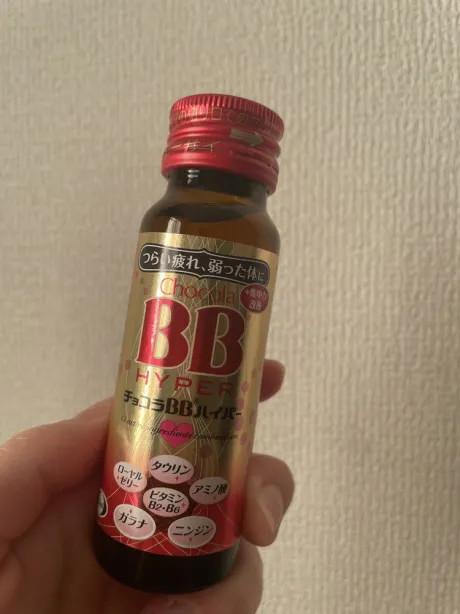 つらい疲れ、弱った体に
Chocola
BB
HYPER
チョコラBBハイパー
タウリン
ローヤル
ゼリー
アミノ酸
ビタミン
B2・B6
ガラナ
ニンジン